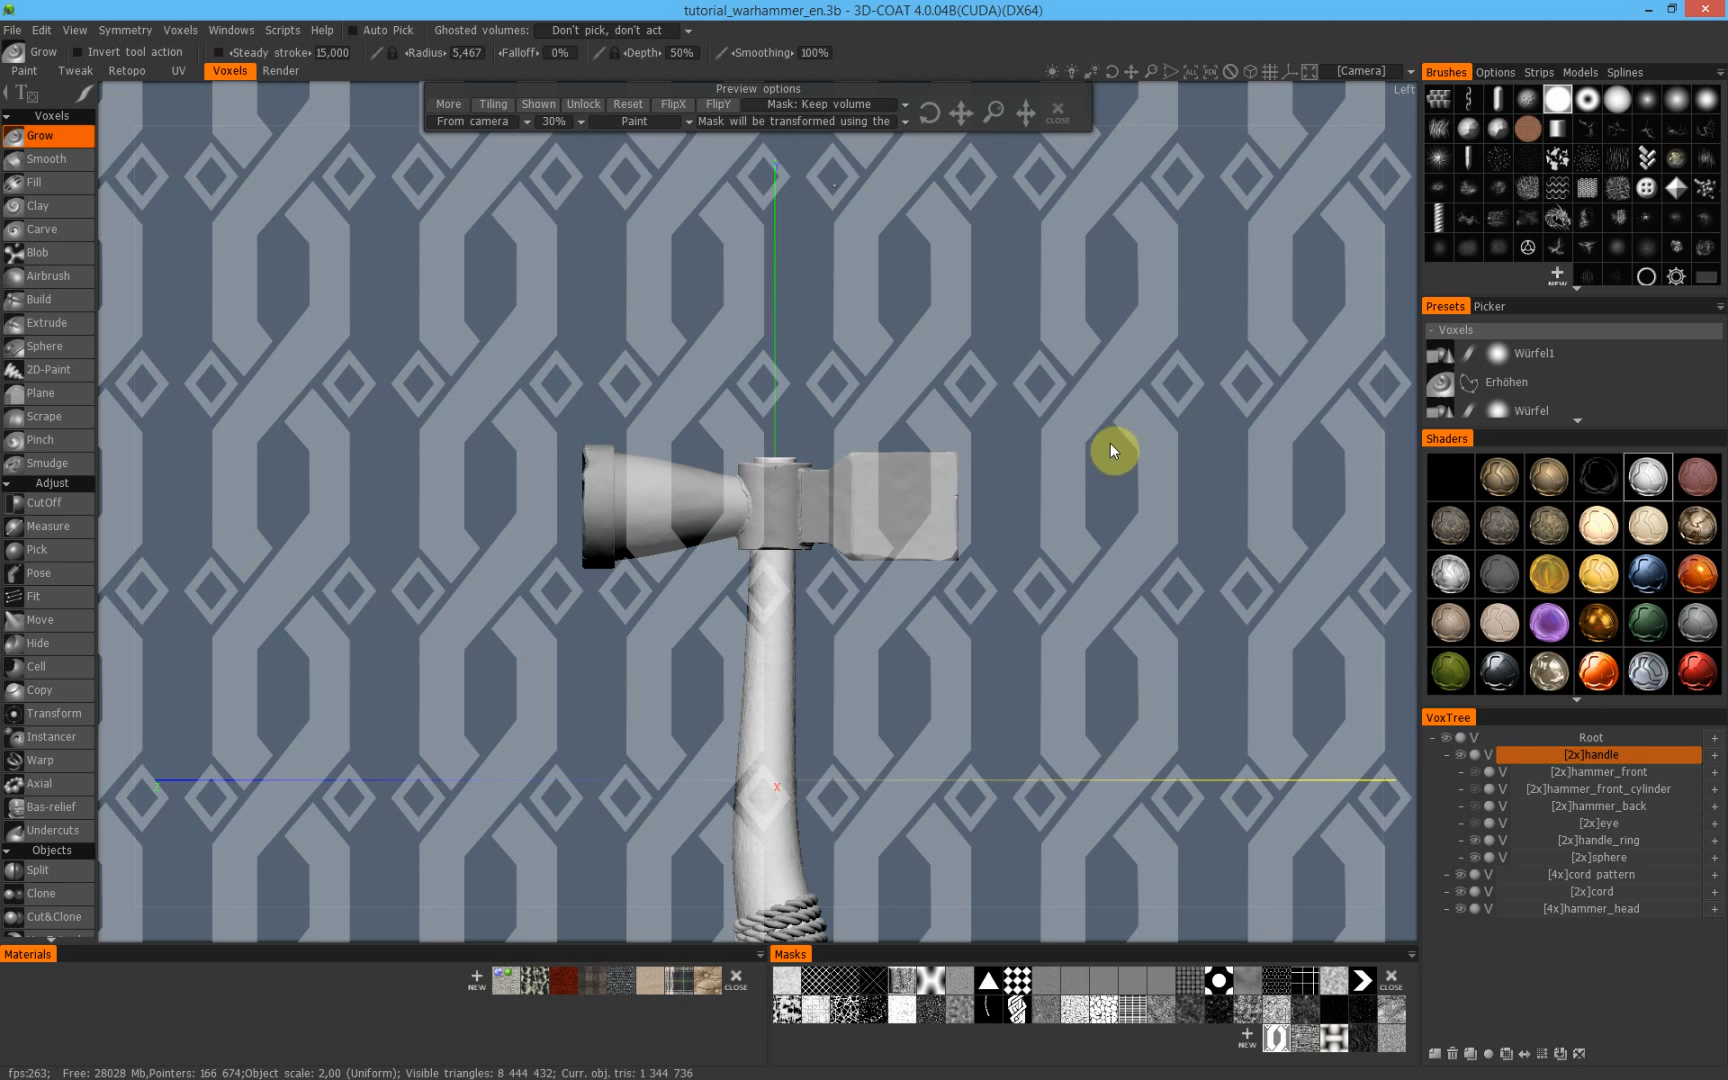 tutorial_warhammer_en.3b - 3D-COAT 4.0.04B(CUDA)(DX64)
File Edit View Symmetry Voxels Windows Scripts Help Auto Pick Ghosted volumes: Don't pick, don't act
Grow Invert tool action Steady stroke 15,000 Radius 5,467 Falloff 0% Depth 50% Smoothing 100%
Paint Tweak Retopo UV Voxels Render [Camera]
Brushes Options Strips Models Splines
Preview options
Left
More Tiling Shown Unlock Reset FlipX FlipY Mask: Keep volume
From camera 30% Paint Mask will be transformed using the
CLOSE
Voxels
Grow
Smooth
Fill
Clay
Carve
Blob
Airbrush
Build
Extrude
Sphere
2D-Paint
Plane
Scrape
Pinch
Smudge
Adjust
CutOff
Measure
Pick
Pose
Fit
Move
Hide
Cell
Copy
Transform
Instancer
Warp
Axial
Bas-relief
Undercuts
Objects
Split
Clone
Cut&Clone
Z
X
NEW
Presets Picker
- Voxels
Würfel1
Erhöhen
Würfel
Shaders
VoxTree
Root
[2x]handle
[2x]hammer_front
[2x]hammer_front_cylinder
[2x]hammer_back
[2x]eye
[2x]handle_ring
[2x]sphere
[4x]cord pattern
[2x]cord
[4x]hammer_head
Materials
NEW
CLOSE
Masks
CLOSE
NEW
fps:263; Free: 28028 Mb,Pointers: 166 674;Object scale: 2,00 (Uniform); Visible triangles: 8 444 432; Curr. obj. tris: 1 344 736